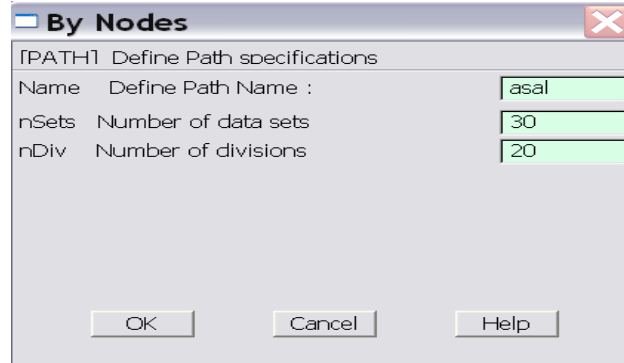 By Nodes
[PATH] Define Path specifications
Name Define Path Name : asal
nSets Number of data sets 30
nDiv Number of divisions 20
OK Cancel Help